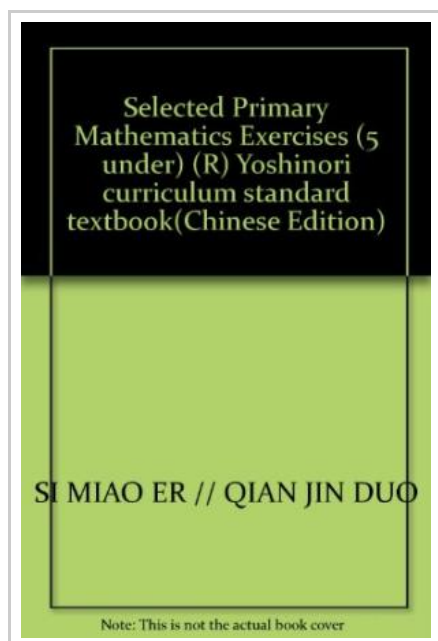 Selected Primary
Mathematics Exercises (5
under) (R) Yoshinori
curriculum standard
textbook(Chinese Edition)
SI MIAO ER // QIAN JIN DUO
Note: This is not the actual book cover